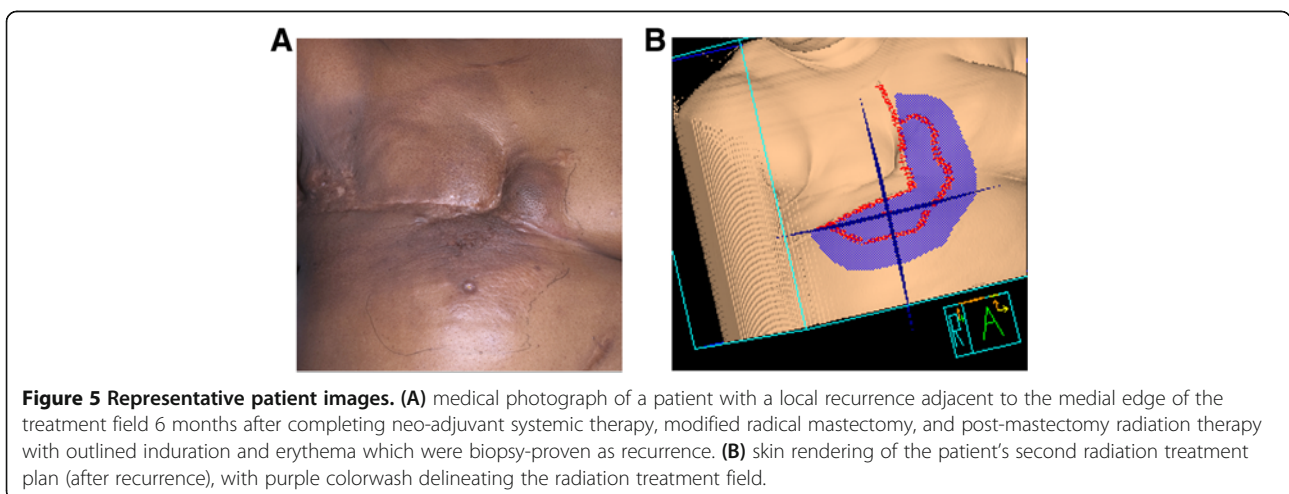 A
B
R
A
Figure 5 Representative patient images. (A) medical photograph of a patient with a local recurrence adjacent to the medial edge of the
treatment field 6 months after completing neo-adjuvant systemic therapy, modified radical mastectomy, and post-mastectomy radiation therapy
with outlined induration and erythema which were biopsy-proven as recurrence. (B) skin rendering of the patient's second radiation treatment
plan (after recurrence), with purple colorwash delineating the radiation treatment field.